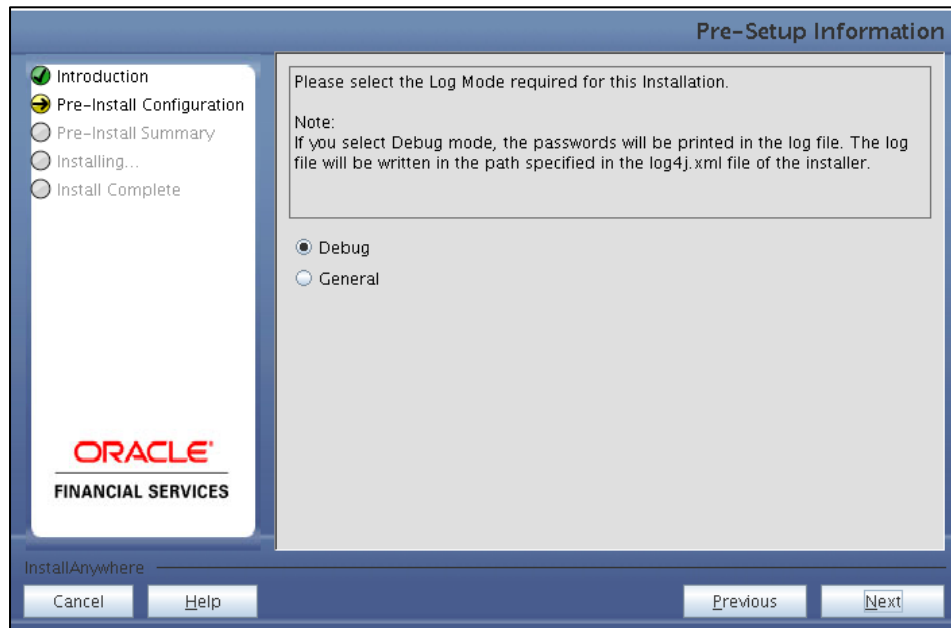 Pre-Setup Information
Introduction
Pre-Install Configuration
Pre-Install Summary
Installing...
Install Complete
Please select the Log Mode required for this Installation.
Note:
If you select Debug mode, the passwords will be printed in the log file. The log
file will be written in the path specified in the log4j.xml file of the installer.
Debug
General
ORACLE
FINANCIAL SERVICES
InstallAnywhere
Cancel
Help
Previous
Next